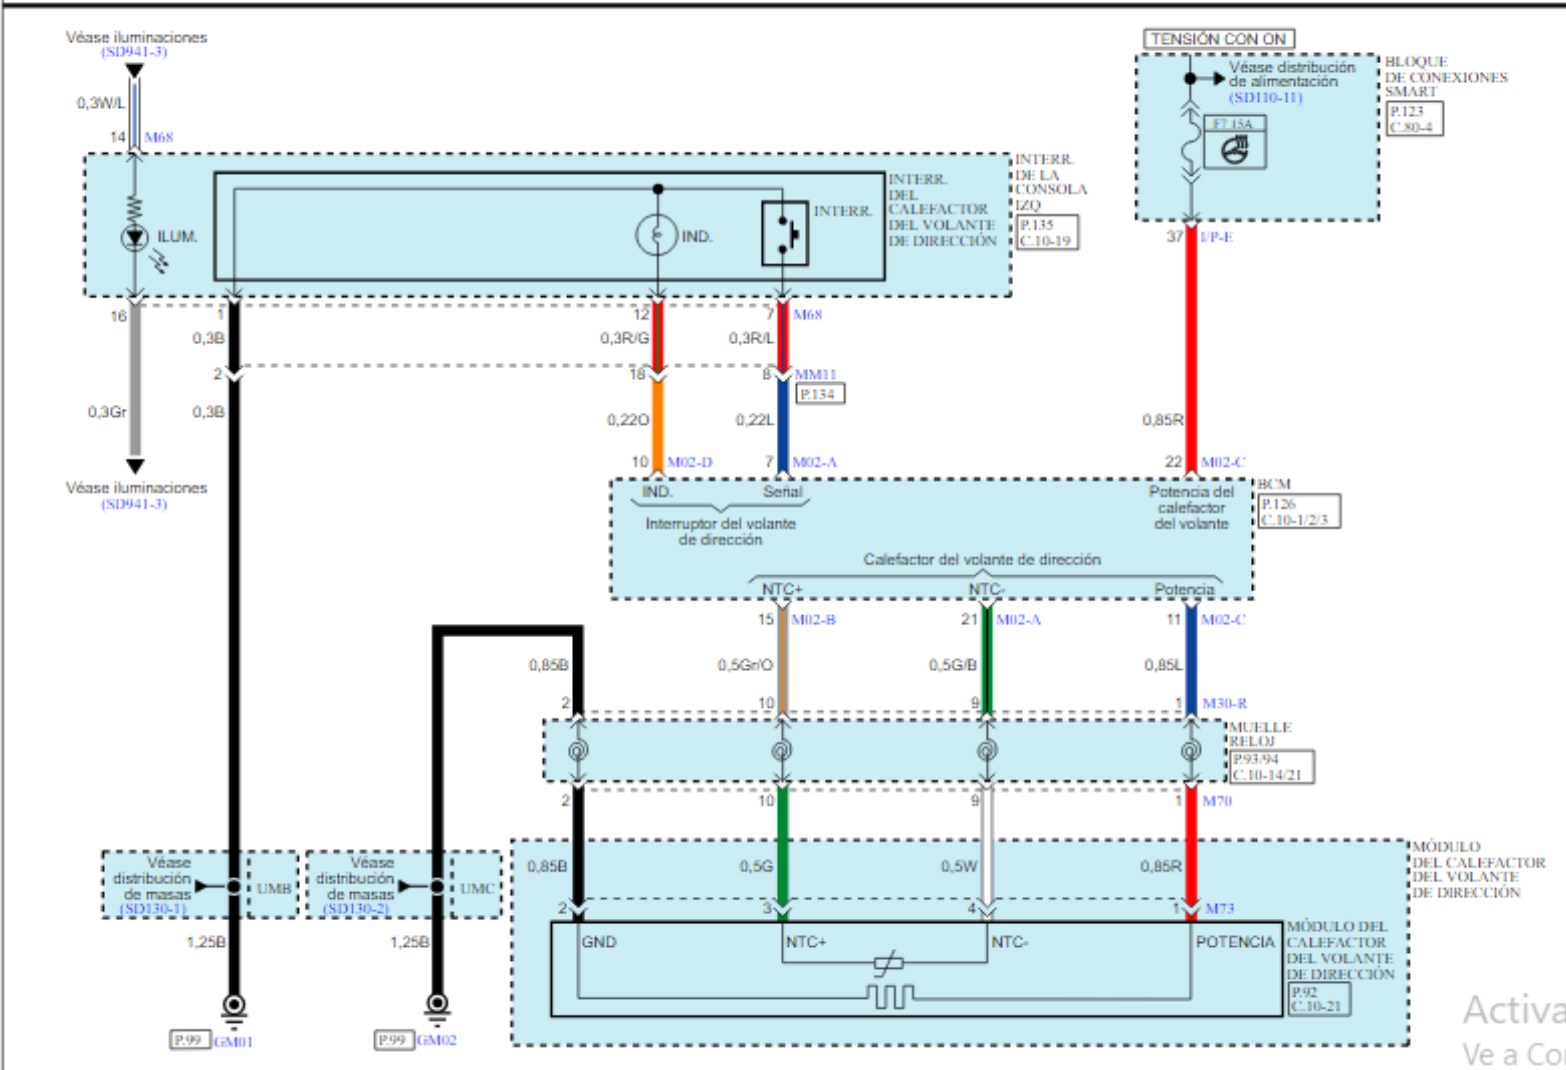 Véase iluminaciones
(SD941-3)
0,3W/L
14 M68
ILUM.
INTERR.
DEL
CALEFACTOR
DEL VOLANTE
DE DIRECCIÓN
IND.
INTERR.
INTERR.
DE LA
CONSOLA
IZQ
P.135
C.10-19
TENSIÓN CON ON
Véase distribución
de alimentación
(SD110-11)
F7 15A
BLOQUE
DE CONEXIONES
SMART
P.123
C.80-4
37 I/P-E
16
1
12
7 M68
0,3B
0,3R/G
0,3R/L
2
18
8 MM11
P.134
0,3Gr
0,3B
0,22O
0,22L
0,85R
10 M02-D
7 M02-A
22 M02-C
Véase iluminaciones
(SD941-3)
IND.
Señal
Interruptor del volante
de dirección
Potencia del
calefactor
del volante
BCM
P.126
C.10-1/2/3
Calefactor del volante de dirección
NTC+
NTC-
Potencia
15 M02-B
21 M02-A
11 M02-C
0,85B
0,5Gr/O
0,5G/B
0,85L
2
10
9
1 M30-R
MUELLE
RELOJ
P.93/94
C.10-14/21
2
10
9
1 M70
Véase
distribución
de masas
(SD130-1)
UMB
Véase
distribución
de masas
(SD130-2)
UMC
0,85B
0,5G
0,5W
0,85R
MÓDULO
DEL CALEFACTOR
DEL VOLANTE
DE DIRECCIÓN
2
3
4
1 M73
1,25B
1,25B
GND
NTC+
NTC-
POTENCIA
MÓDULO DEL
CALEFACTOR
DEL VOLANTE
DE DIRECCIÓN
P.92
C.10-21
P.99 GM01
P.99 GM02
Activa
Ve a Co